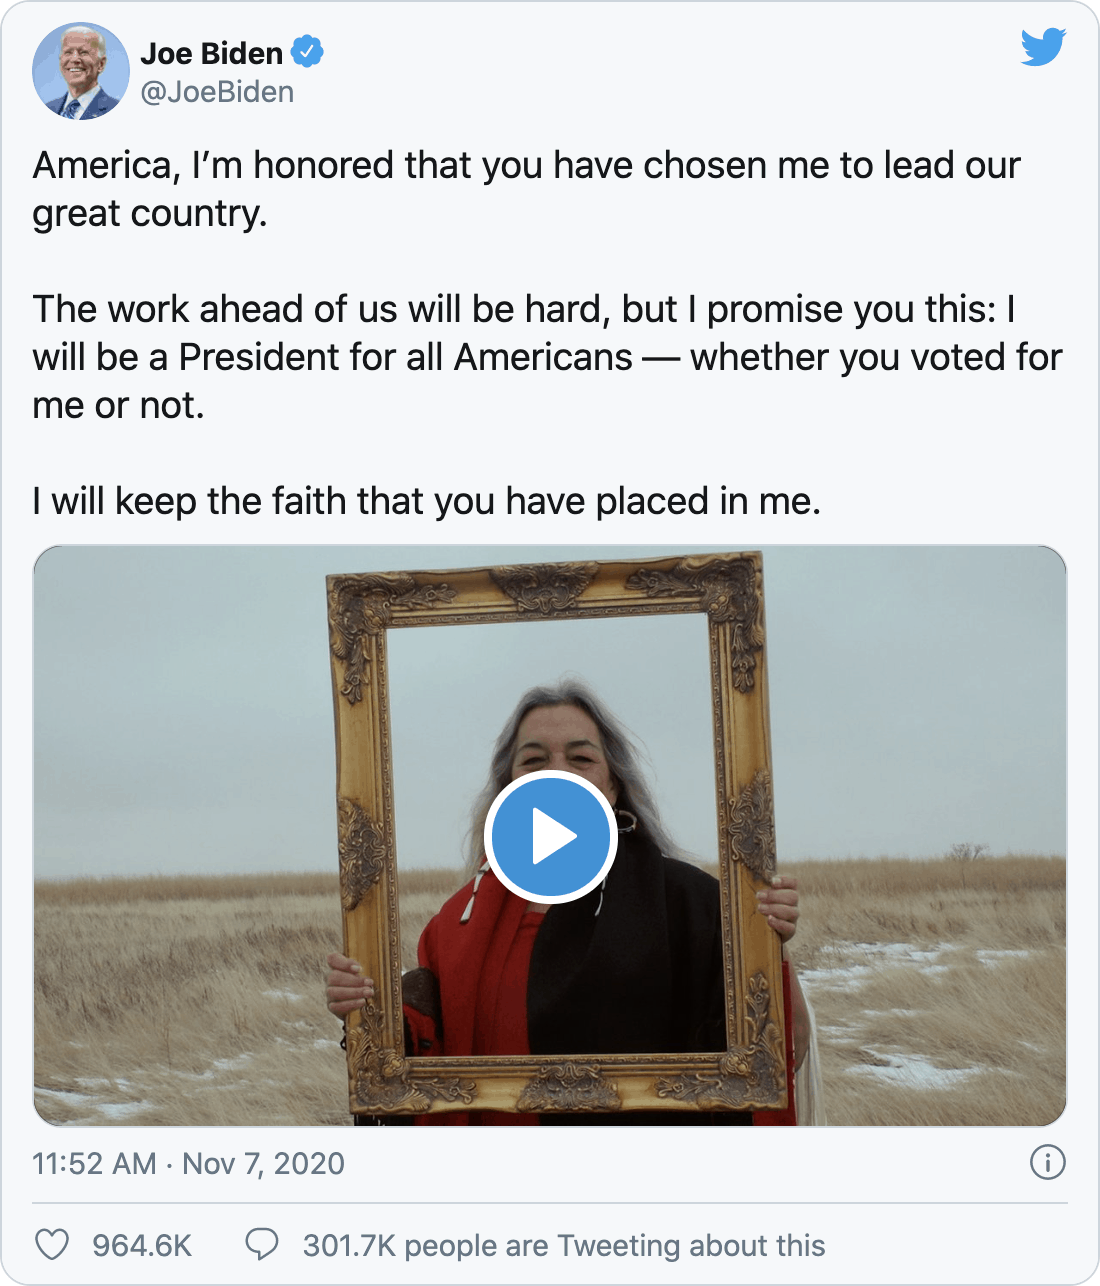 Joe Biden
@JoeBiden
America, I’m honored that you have chosen me to lead our
great country.
The work ahead of us will be hard, but I promise you this: I
will be a President for all Americans — whether you voted for
me or not.
I will keep the faith that you have placed in me.
11:52 AM · Nov 7, 2020
964.6K 301.7K people are Tweeting about this